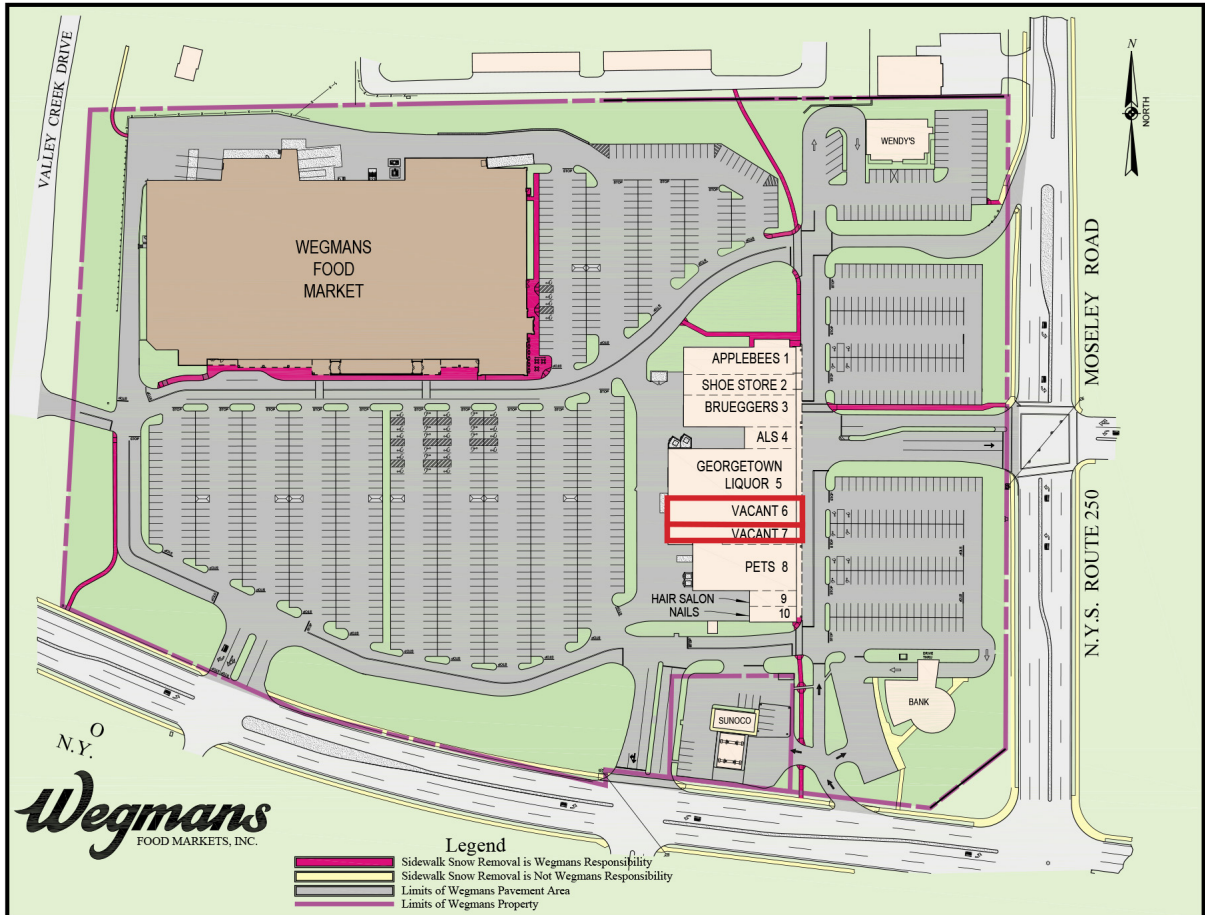 VALLEY CREEK DRIVE
N
NORTH
WENDY'S
WEGMANS
FOOD
MARKET
MOSELEY ROAD
N.Y.S. ROUTE 250
APPLEBEES 1
SHOE STORE 2
BRUEGGERS 3
ALS 4
GEORGETOWN
LIQUOR 5
VACANT 6
VACANT 7
PETS 8
HAIR SALON 9
NAILS 10
BANK
SUNOCO
O
N.Y.
Wegmans
FOOD MARKETS, INC.
Legend
Sidewalk Snow Removal is Wegmans Responsibility
Sidewalk Snow Removal is Not Wegmans Responsibility
Limits of Wegmans Pavement Area
Limits of Wegmans Property